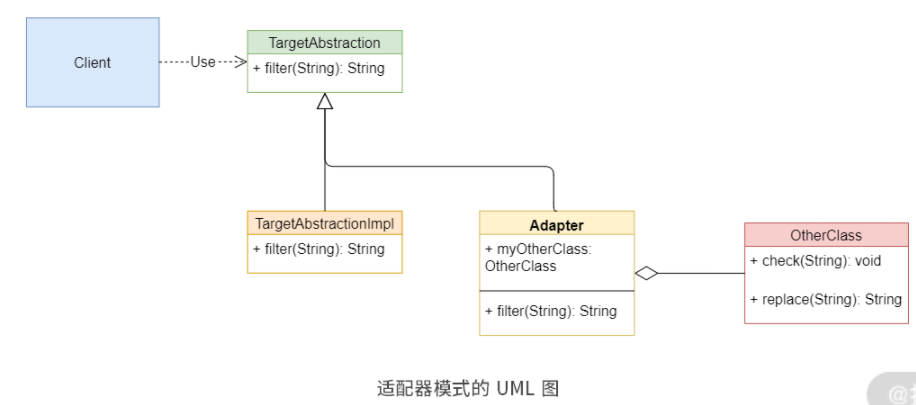 Client
Use
TargetAbstraction
+ filter(String): String
TargetAbstractionImpl
+ filter(String): String
Adapter
+ myOtherClass:
OtherClass
+ filter(String): String
OtherClass
+ check(String): void
+ replace(String): String
适配器模式的 UML 图